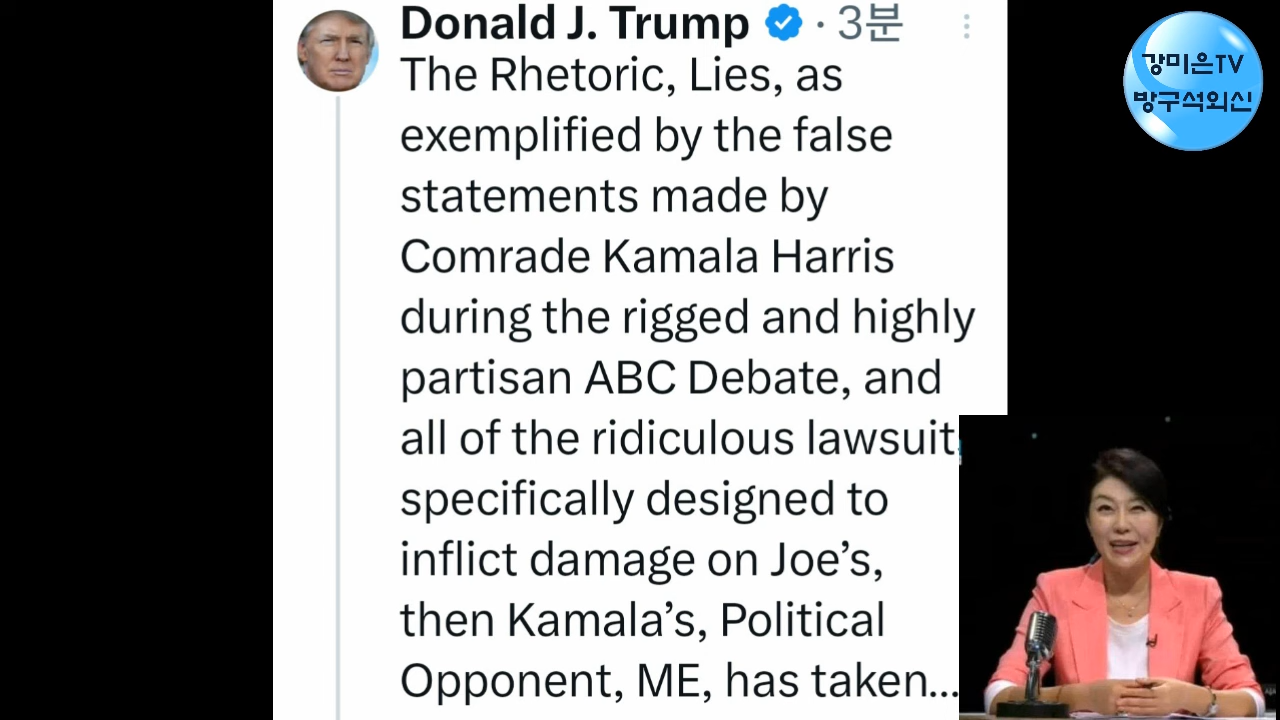 Donald J. Trump · 3분
The Rhetoric, Lies, as
exemplified by the false
statements made by
Comrade Kamala Harris
during the rigged and highly
partisan ABC Debate, and
all of the ridiculous lawsuit
specifically designed to
inflict damage on Joe’s,
then Kamala’s, Political
Opponent, ME, has taken...
강미은TV
방구석외신